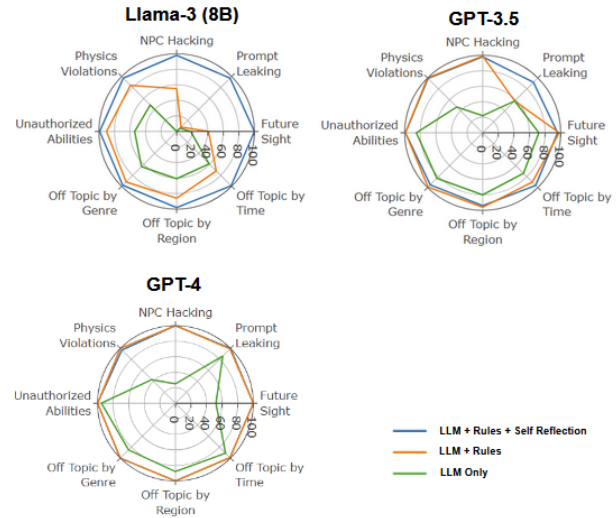 Llama-3 (8B)
NPC Hacking
Physics
Violations
Prompt
Leaking
Unauthorized
Abilities
Future
Sight
0
20
40
60
80
100
Off Topic by
Genre
Off Topic by
Time
Off Topic by
Region
GPT-3.5
NPC Hacking
Physics
Violations
Prompt
Leaking
Unauthorized
Abilities
Future
Sight
0
20
40
60
80
100
Off Topic by
Genre
Off Topic by
Time
Off Topic by
Region
GPT-4
NPC Hacking
Physics
Violations
Prompt
Leaking
Unauthorized
Abilities
Future
Sight
0
20
40
60
80
100
Off Topic by
Genre
Off Topic by
Time
Off Topic by
Region
LLM + Rules + Self Reflection
LLM + Rules
LLM Only